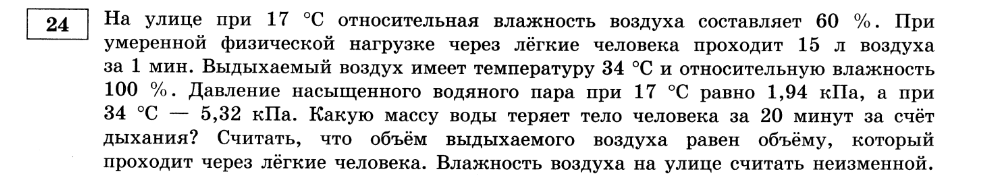 24
На улице при 17 °С относительная влажность воздуха составляет 60 %. При
умеренной физической нагрузке через лёгкие человека проходит 15 л воздуха
за 1 мин. Выдыхаемый воздух имеет температуру 34 °С и относительную влажность
100 %. Давление насыщенного водяного пара при 17 °С равно 1,94 кПа, а при
34 °С — 5,32 кПа. Какую массу воды теряет тело человека за 20 минут за счёт
дыхания? Считать, что объём выдыхаемого воздуха равен объёму, который
проходит через лёгкие человека. Влажность воздуха на улице считать неизменной.